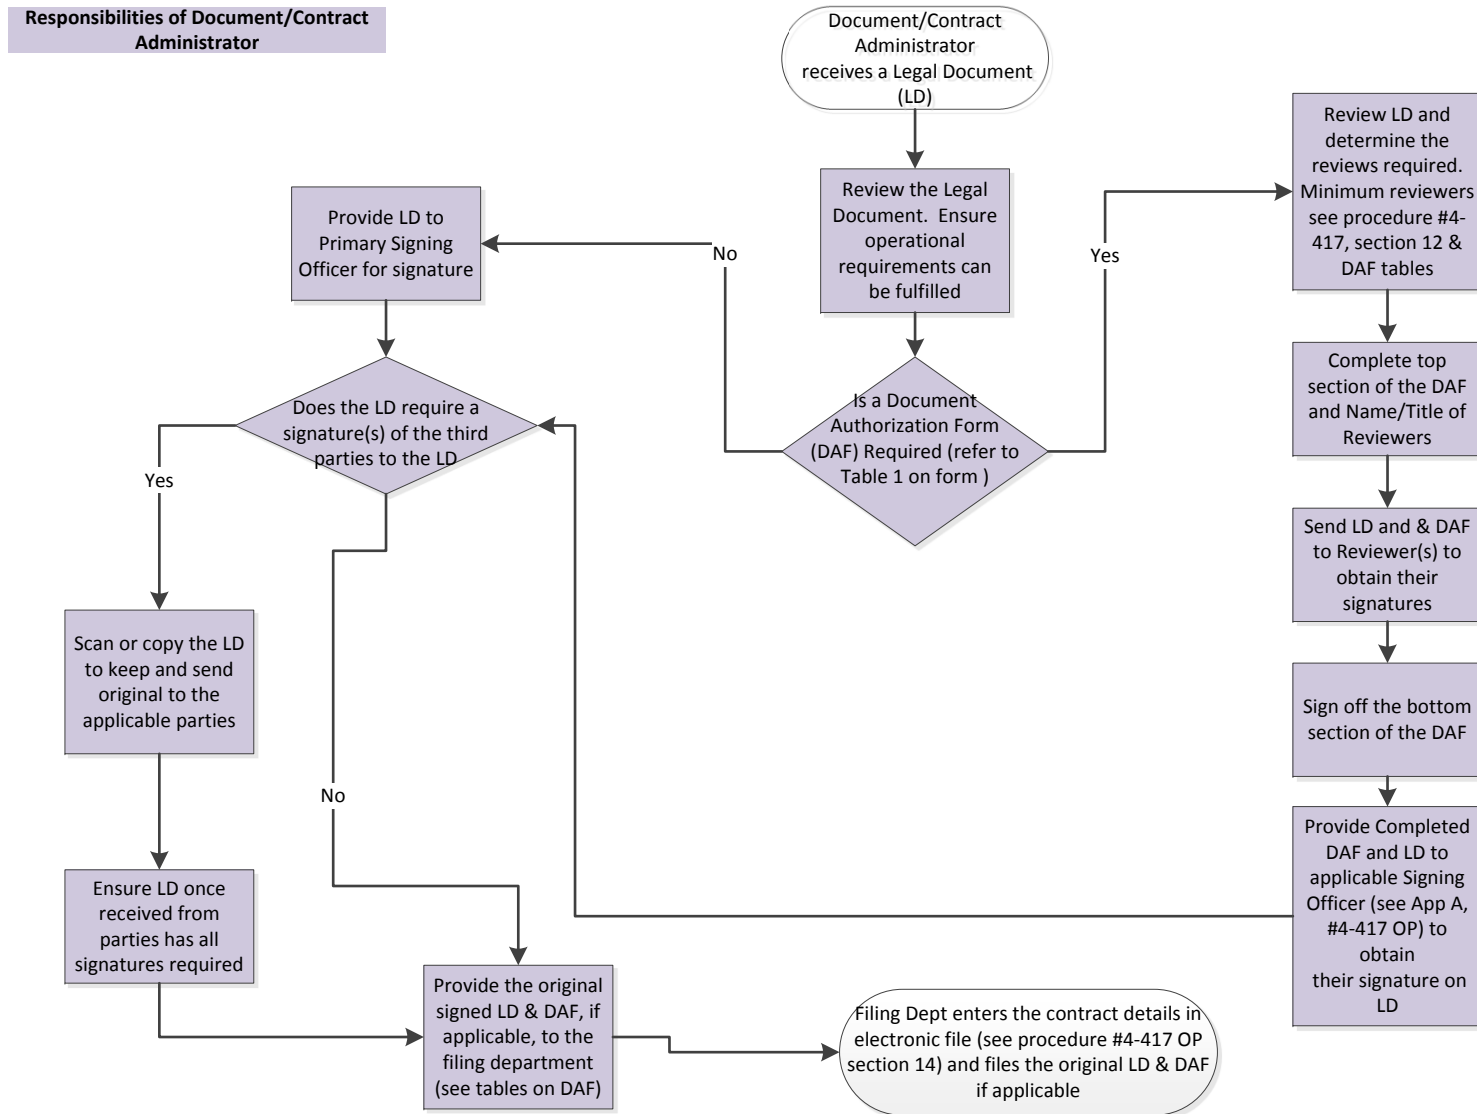 Responsibilities of Document/Contract
Administrator
Document/Contract
Administrator
receives a Legal Document
(LD)
Review the Legal
Document.  Ensure
operational
requirements can
be fulfilled
Is a Document
Authorization Form
(DAF) Required (refer to
Table 1 on form )
No
Yes
Provide LD to
Primary Signing
Officer for signature
Does the LD require a
signature(s) of the third
parties to the LD
Yes
No
Scan or copy the LD
to keep and send
original to the
applicable parties
Ensure LD once
received from
parties has all
signatures required
Review LD and
determine the
reviews required.
Minimum reviewers
see procedure #4-
417, section 12 &
DAF tables
Complete top
section of the DAF
and Name/Title of
Reviewers
Send LD and & DAF
to Reviewer(s) to
obtain their
signatures
Sign off the bottom
section of the DAF
Provide Completed
DAF and LD to
applicable Signing
Officer (see App A,
#4-417 OP) to
obtain
their signature on
LD
Provide the original
signed LD & DAF, if
applicable, to the
filing department
(see tables on DAF)
Filing Dept enters the contract details in
electronic file (see procedure #4-417 OP
section 14) and files the original LD & DAF
if applicable